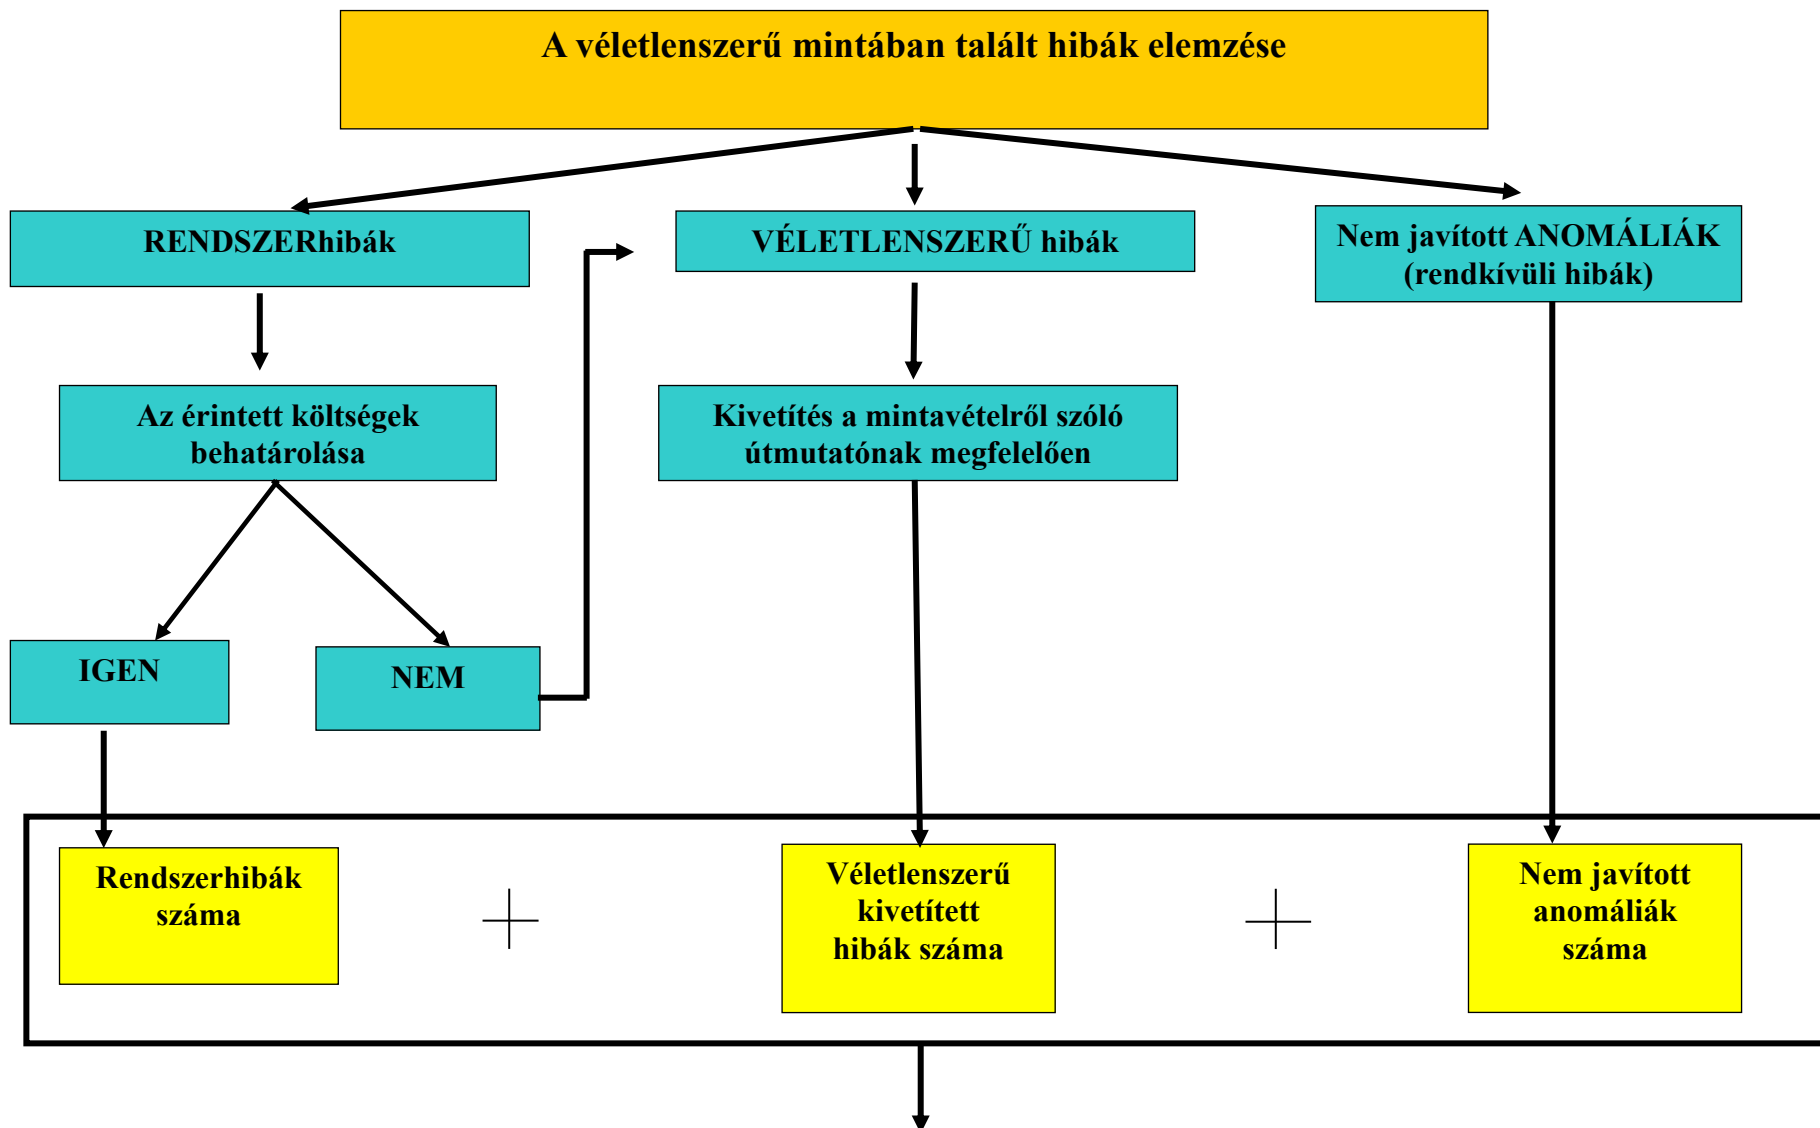 A véletlenszerű mintában talált hibák elemzése
RENDSZERhibák
VÉLETLENSZERŰ hibák
Nem javított ANOMÁLIÁK
(rendkívüli hibák)
Az érintett költségek
behatárolása
Kivetítés a mintavételről szóló
útmutatónak megfelelően
IGEN
NEM
Rendszerhibák
száma
Véletlenszerű
kivetített
hibák száma
Nem javított
anomáliák
száma